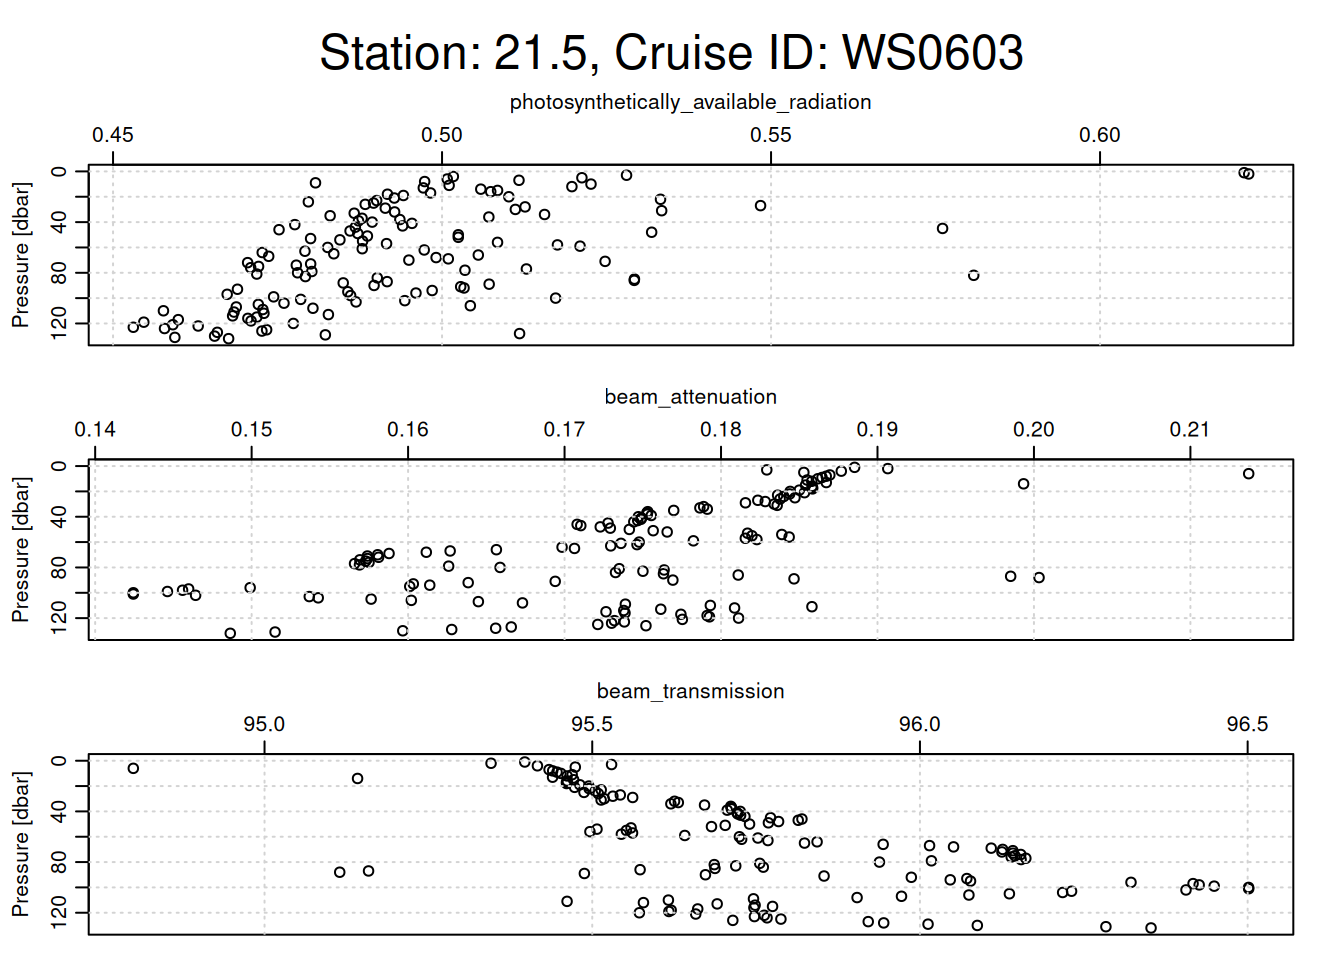 Station: 21.5, Cruise ID: WS0603
photosynthetically_available_radiation
0.45 0.50 0.55 0.60
Pressure [dbar]
0 40 80 120
beam_attenuation
0.14 0.15 0.16 0.17 0.18 0.19 0.20 0.21
Pressure [dbar]
0 40 80 120
beam_transmission
95.0 95.5 96.0 96.5
Pressure [dbar]
0 40 80 120